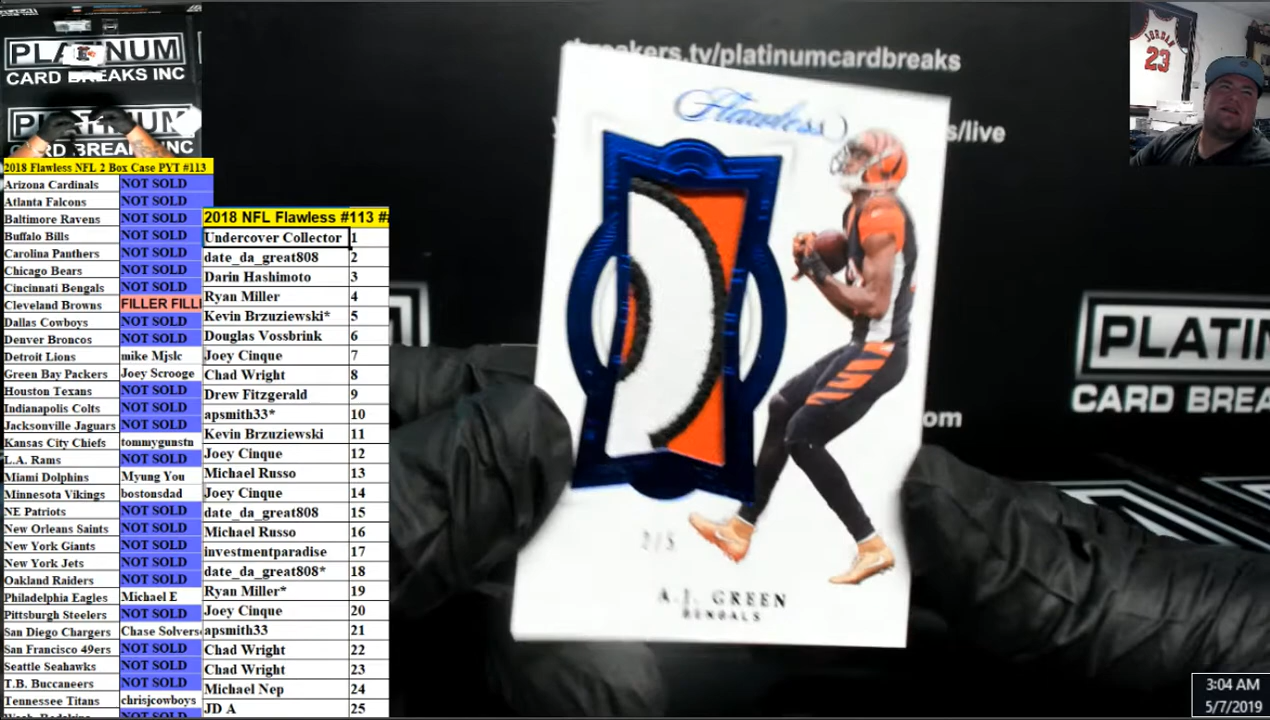 PLATINUM
CARD BREAKS INC
PLATINUM
CARD BREAKS INC
breakers.tv/platinumcardbreaks
s/live
om
PLATIN
CARD BREA
JORDAN
23
2018 Flawless NFL 2 Box Case PYT #113
Arizona Cardinals NOT SOLD
Atlanta Falcons NOT SOLD
Baltimore Ravens NOT SOLD
Buffalo Bills NOT SOLD
Carolina Panthers NOT SOLD
Chicago Bears NOT SOLD
Cincinnati Bengals NOT SOLD
Cleveland Browns FILLER FILL
Dallas Cowboys NOT SOLD
Denver Broncos NOT SOLD
Detroit Lions mike Mjslc
Green Bay Packers Joey Scrooge
Houston Texans NOT SOLD
Indianapolis Colts NOT SOLD
Jacksonville Jaguars NOT SOLD
Kansas City Chiefs tommygunstn
L.A. Rams NOT SOLD
Miami Dolphins Myung You
Minnesota Vikings bostonsdad
NE Patriots NOT SOLD
New Orleans Saints NOT SOLD
New York Giants NOT SOLD
New York Jets NOT SOLD
Oakland Raiders NOT SOLD
Philadelphia Eagles Michael E
Pittsburgh Steelers NOT SOLD
San Diego Chargers Chase Solvers
San Francisco 49ers NOT SOLD
Seattle Seahawks NOT SOLD
T.B. Buccaneers NOT SOLD
Tennessee Titans chrisjcowboys
2018 NFL Flawless #113 #
Undercover Collector 1
date_da_great808 2
Darin Hashimoto 3
Ryan Miller 4
Kevin Brzuziewski* 5
Douglas Vossbrink 6
Joey Cinque 7
Chad Wright 8
Drew Fitzgerald 9
apsmith33* 10
Kevin Brzuziewski 11
Joey Cinque 12
Michael Russo 13
Joey Cinque 14
date_da_great808 15
Michael Russo 16
investmentparadise 17
date_da_great808* 18
Ryan Miller* 19
Joey Cinque 20
apsmith33 21
Chad Wright 22
Chad Wright 23
Michael Nep 24
JD A 25
Flawless
2/5
A.J. GREEN
BENGALS
3:04 AM
5/7/2019